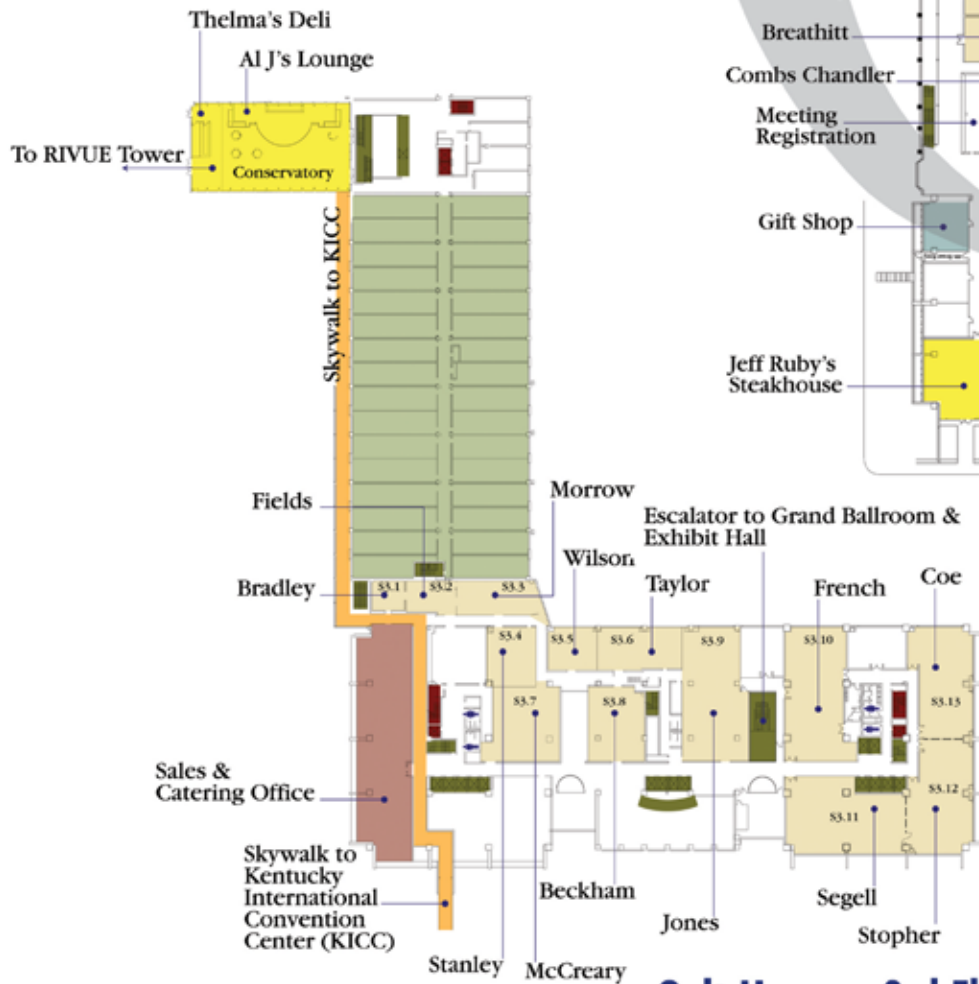 Thelma's Deli
Al J's Lounge
To RIVUE Tower
Conservatory
Skywalk to KICC
Breathitt
Combs Chandler
Meeting
Registration
Gift Shop
Jeff Ruby's
Steakhouse
Fields
Morrow
Bradley
Wilson
Taylor
Escalator to Grand Ballroom &
Exhibit Hall
French
Coe
S3.1
S3.2
S3.3
S3.4
S3.5
S3.6
S3.9
S3.10
S3.7
S3.8
S3.13
S3.12
S3.11
Sales &
Catering Office
Skywalk to
Kentucky
International
Convention
Center (KICC)
Stanley
McCreary
Beckham
Jones
Segell
Stopher